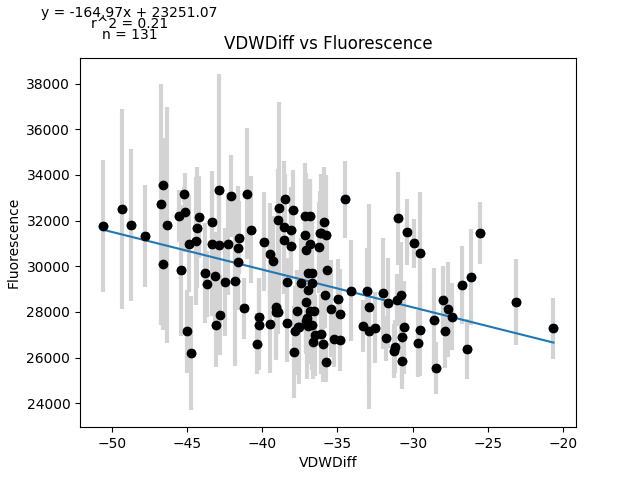 y = -164.97x + 23251.07
r^2 = 0.21
n = 131
VDWDiff vs Fluorescence
38000
36000
34000
32000
30000
28000
26000
24000
Fluorescence
−50
−45
−40
−35
−30
−25
−20
VDWDiff